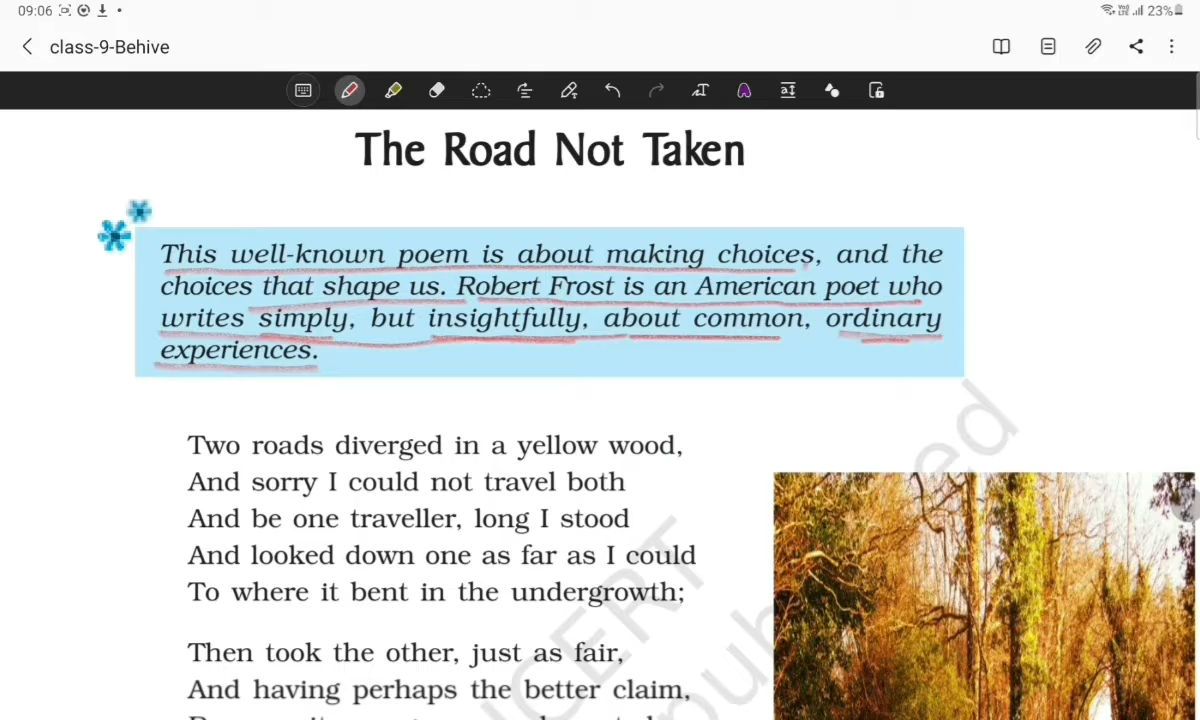 09:06
23%
class-9-Behive
The Road Not Taken
This well-known poem is about making choices, and the
choices that shape us. Robert Frost is an American poet who
writes simply, but insightfully, about common, ordinary
experiences.
Two roads diverged in a yellow wood,
And sorry I could not travel both
And be one traveller, long I stood
And looked down one as far as I could
To where it bent in the undergrowth;
Then took the other, just as fair,
And having perhaps the better claim,